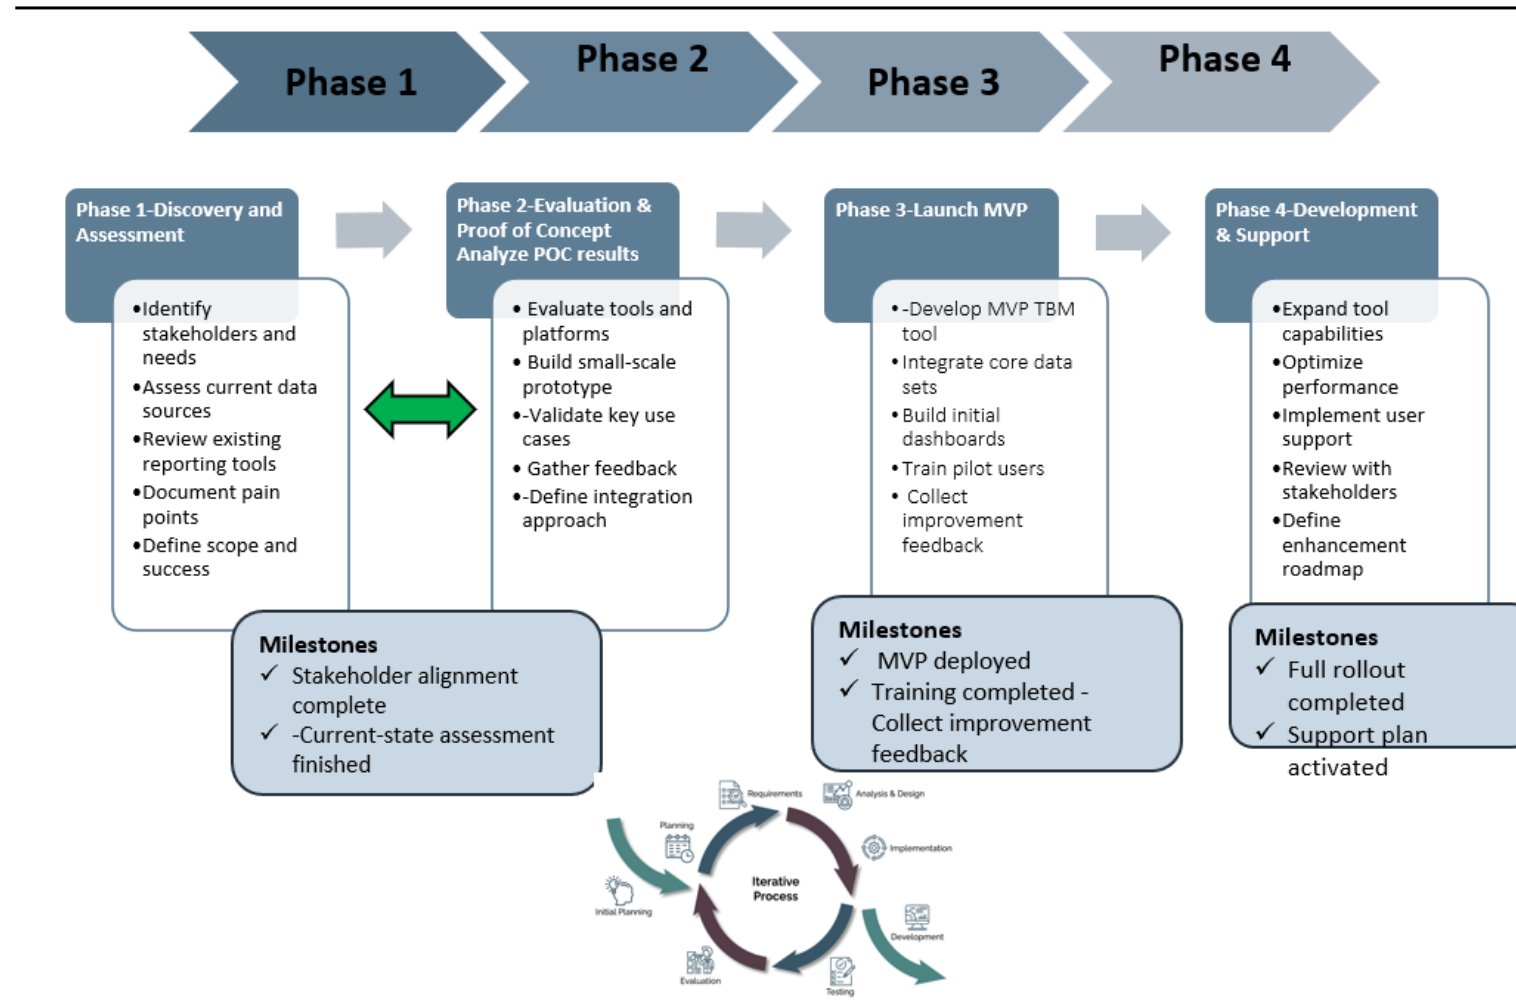 Phase 1
Phase 2
Phase 3
Phase 4
Phase 1-Discovery and
Assessment
•Identify
stakeholders and
needs
•Assess current data
sources
•Review existing
reporting tools
•Document pain
points
•Define scope and
success
Phase 2-Evaluation &
Proof of Concept
Analyze POC results
• Evaluate tools and
platforms
• Build small-scale
prototype
•-Validate key use
cases
• Gather feedback
•-Define integration
approach
Milestones
✓ Stakeholder alignment
complete
✓ -Current-state assessment
finished
Phase 3-Launch MVP
• -Develop MVP TBM
tool
• Integrate core data
sets
• Build initial
dashboards
• Train pilot users
• Collect
improvement
feedback
Milestones
✓ MVP deployed
✓ Training completed -
Collect improvement
feedback
Phase 4-Development
& Support
•Expand tool
capabilities
•Optimize
performance
•Implement user
support
•Review with
stakeholders
•Define
enhancement
roadmap
Milestones
✓ Full rollout
completed
✓ Support plan
activated
Initial Planning
Planning
Requirements
Analysis & Design
Implementation
Development
Testing
Evaluation
Iterative
Process